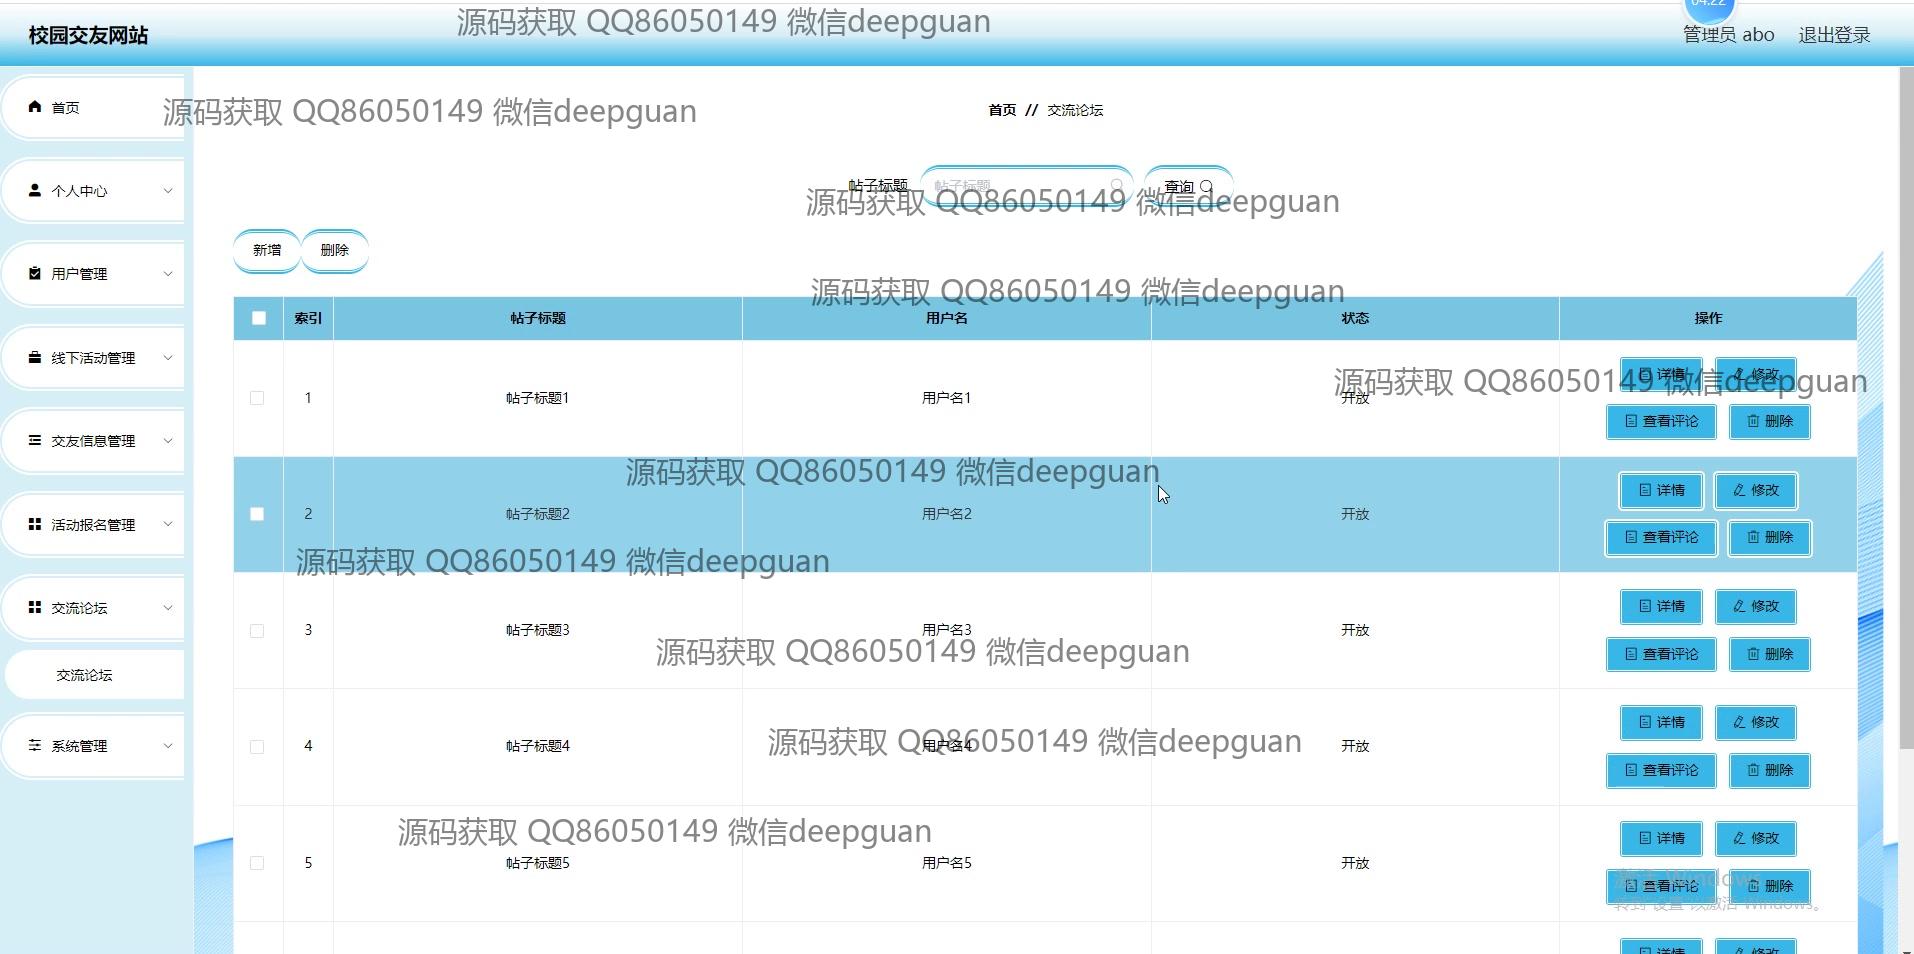 源码获取 QQ86050149 微信deepguan
04:22
校园交友网站
管理员 abo 退出登录
首页
源码获取 QQ86050149 微信deepguan
首页 // 交流论坛
个人中心
帖子标题 帖子标题 查询
源码获取 QQ86050149 微信deepguan
新增 删除
用户管理
源码获取 QQ86050149 微信deepguan
索引 帖子标题 用户名 状态 操作
线下活动管理
源码获取 QQ86050149 微信deepguan
1 帖子标题1 用户名1 开放 详情 修改
查看评论 删除
交友信息管理
源码获取 QQ86050149 微信deepguan
2 帖子标题2 用户名2 开放 详情 修改
查看评论 删除
活动报名管理
源码获取 QQ86050149 微信deepguan
交流论坛
3 帖子标题3 用户名3 开放 详情 修改
查看评论 删除
源码获取 QQ86050149 微信deepguan
交流论坛
系统管理
4 帖子标题4 用户名4 开放 详情 修改
查看评论 删除
源码获取 QQ86050149 微信deepguan
源码获取 QQ86050149 微信deepguan
5 帖子标题5 用户名5 开放 详情 修改
查看评论 删除
激活 Windows
转到"设置"以激活 Windows。
详情 修改